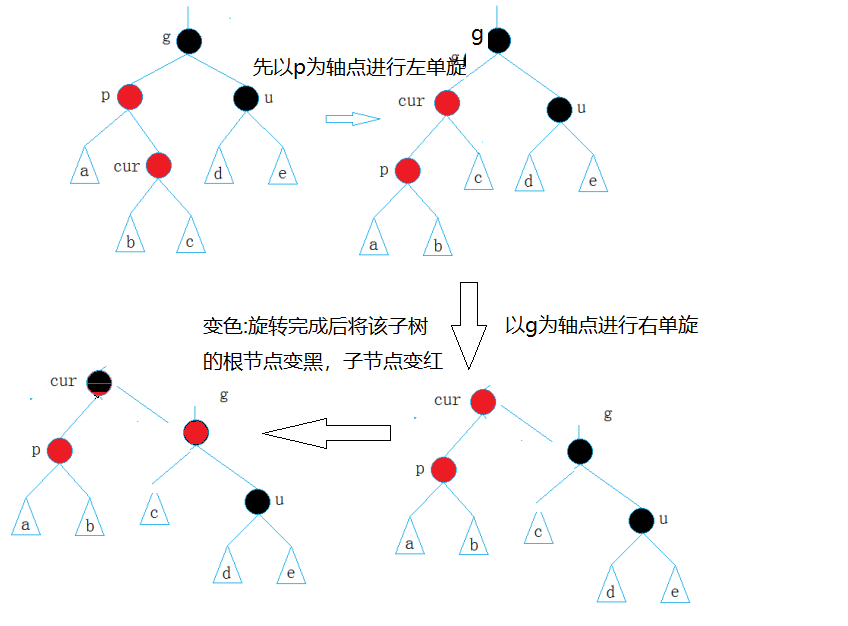 g
p
u
a
cur
d
e
b
c
先以p为轴点进行左单旋
g
g
cur
u
p
c
d
e
a
b
变色:旋转完成后将该子树
的根节点变黑，子节点变红
以g为轴点进行右单旋
cur
g
p
c
u
a
b
d
e
cur
g
p
c
u
a
b
d
e